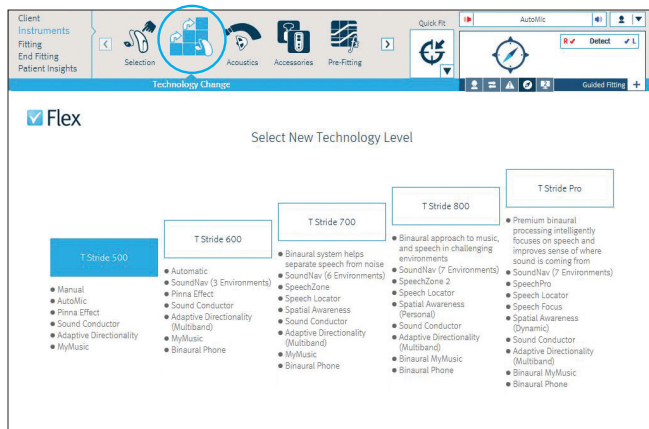 Client
Instruments
Fitting
End Fitting
Patient Insights
Selection
Acoustics
Accessories
Pre-Fitting
Technology Change
Quick Fit
AutoMic
R
Detect
L
Guided Fitting +
Flex
Select New Technology Level
T Stride 500
Manual
AutoMic
Pinna Effect
Sound Conductor
Adaptive Directionality
MyMusic
T Stride 600
Automatic
SoundNav (3 Environments)
Pinna Effect
Sound Conductor
Adaptive Directionality
(Multiband)
MyMusic
Binaural Phone
T Stride 700
Binaural system helps
separate speech from noise
SoundNav (6 Environments)
SpeechZone
Speech Locator
Spatial Awareness
Sound Conductor
Adaptive Directionality
(Multiband)
MyMusic
Binaural Phone
T Stride 800
Binaural approach to music,
and speech in challenging
environments
SoundNav (7 Environments)
SpeechZone 2
Speech Locator
Spatial Awareness
(Personal)
Sound Conductor
Adaptive Directionality
(Multiband)
Binaural MyMusic
Binaural Phone
T Stride Pro
Premium binaural
processing intelligently
focuses on speech and
improves sense of where
sound is coming from
SoundNav (7 Environments)
SpeechPro
Speech Locator
Speech Focus
Spatial Awareness
(Dynamic)
Sound Conductor
Adaptive Directionality
(Multiband)
Binaural MyMusic
Binaural Phone